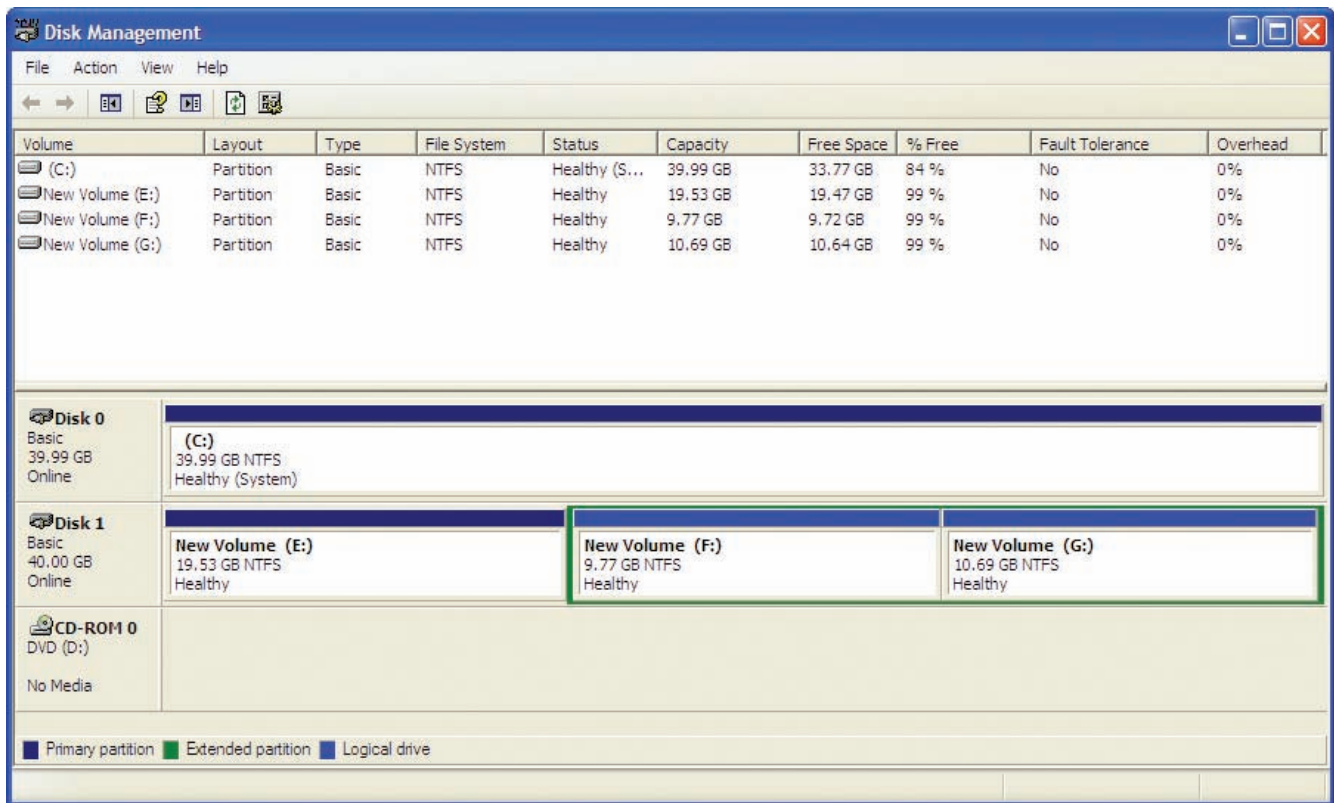 Disk Management
File Action View Help
Volume Layout Type File System Status Capacity Free Space % Free Fault Tolerance Overhead
(C:) Partition Basic NTFS Healthy (S... 39.99 GB 33.77 GB 84 % No 0%
New Volume (E:) Partition Basic NTFS Healthy 19.53 GB 19.47 GB 99 % No 0%
New Volume (F:) Partition Basic NTFS Healthy 9.77 GB 9.72 GB 99 % No 0%
New Volume (G:) Partition Basic NTFS Healthy 10.69 GB 10.64 GB 99 % No 0%
Disk 0
Basic
39.99 GB
Online
(C:)
39.99 GB NTFS
Healthy (System)
Disk 1
Basic
40.00 GB
Online
New Volume (E:)
19.53 GB NTFS
Healthy
New Volume (F:)
9.77 GB NTFS
Healthy
New Volume (G:)
10.69 GB NTFS
Healthy
CD-ROM 0
DVD (D:)
No Media
Primary partition Extended partition Logical drive